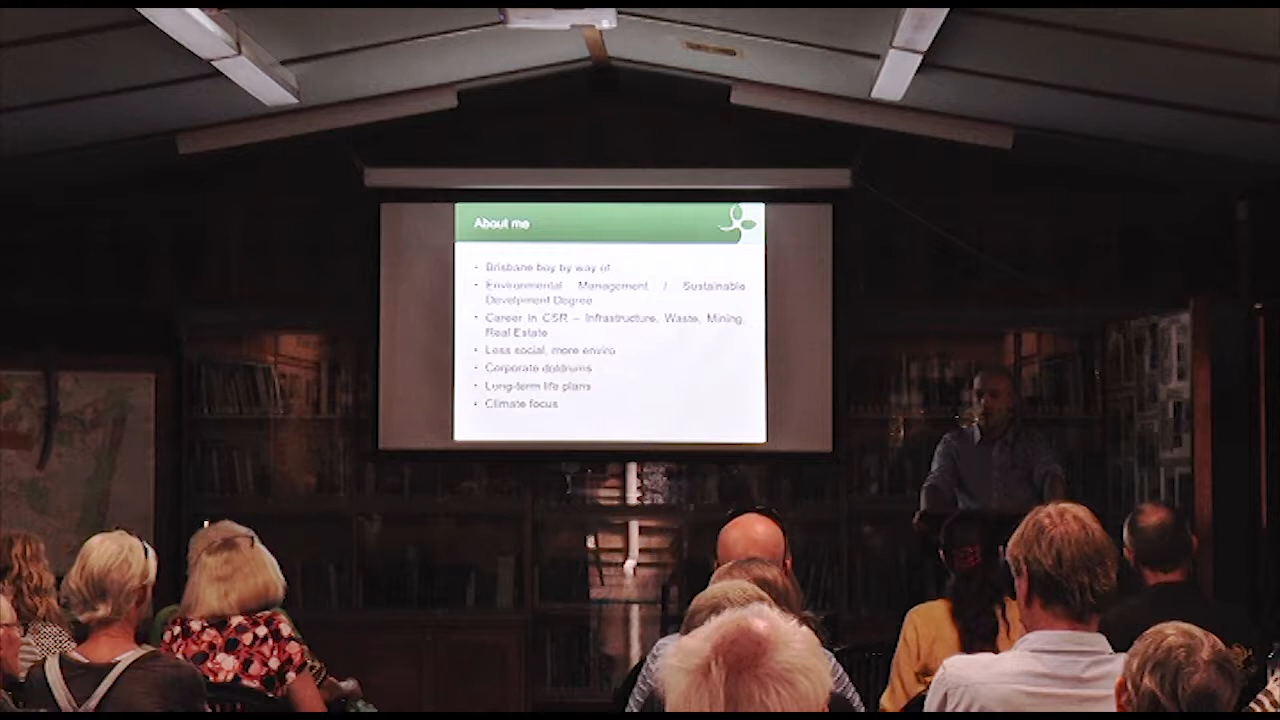 About me
• Brisbane boy by way of
• Environmental Management / Sustainable
Develpment Degree
• Career in CSR – Infrastructure, Waste, Mining,
Real Estate
• Less social, more enviro
• Corporate doldrums
• Long-term life plans
• Climate focus